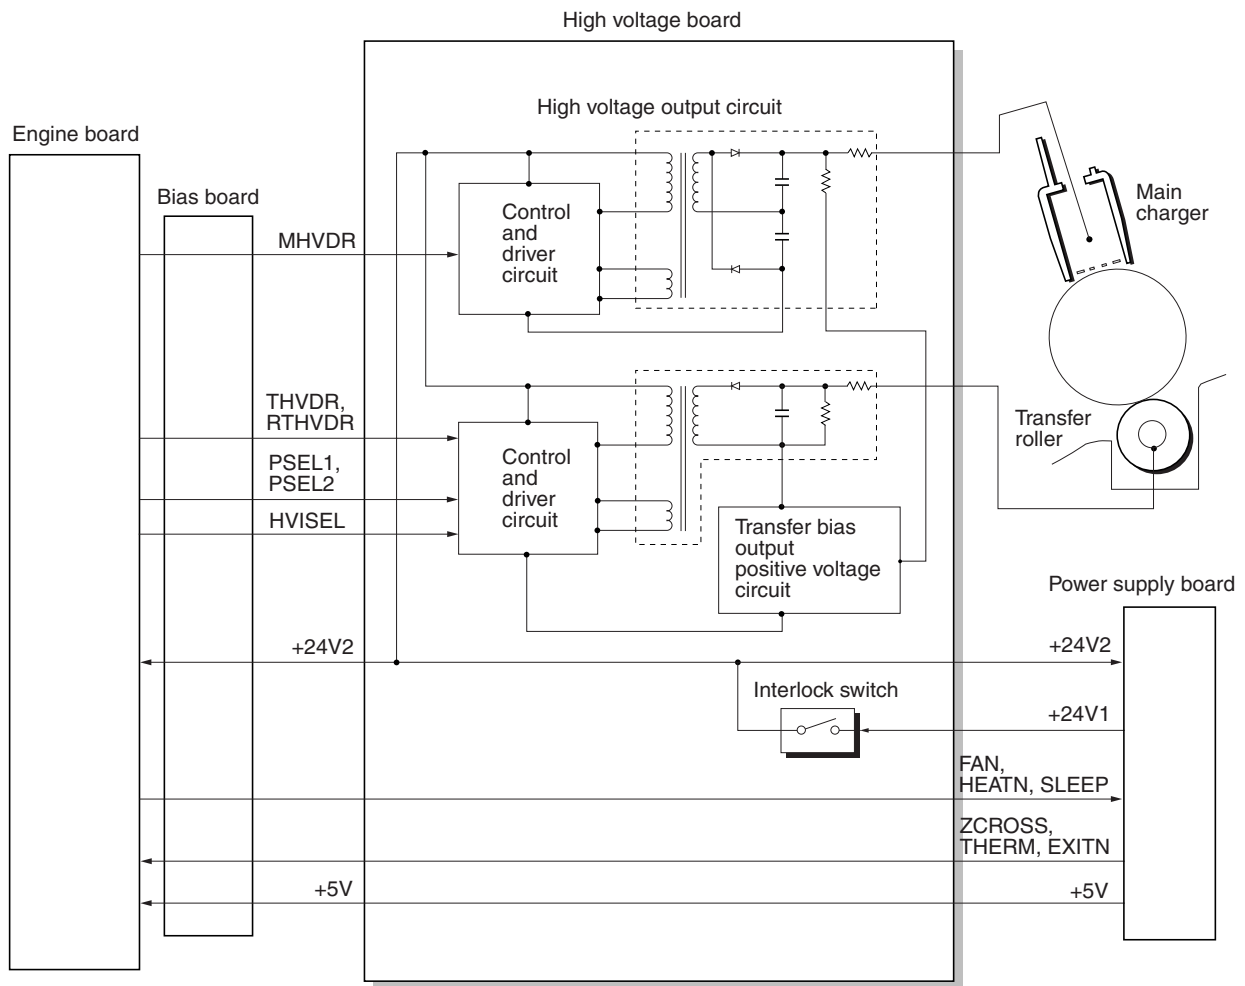 High voltage board
High voltage output circuit
Engine board
Bias board
Main
charger
Control
and
driver
circuit
MHVDR
THVDR,
RTHVDR
PSEL1,
PSEL2
HVISEL
Control
and
driver
circuit
Transfer
roller
Transfer bias
output
positive voltage
circuit
Power supply board
+24V2
+24V2
Interlock switch
+24V1
FAN,
HEATN, SLEEP
ZCROSS,
THERM, EXITN
+5V
+5V